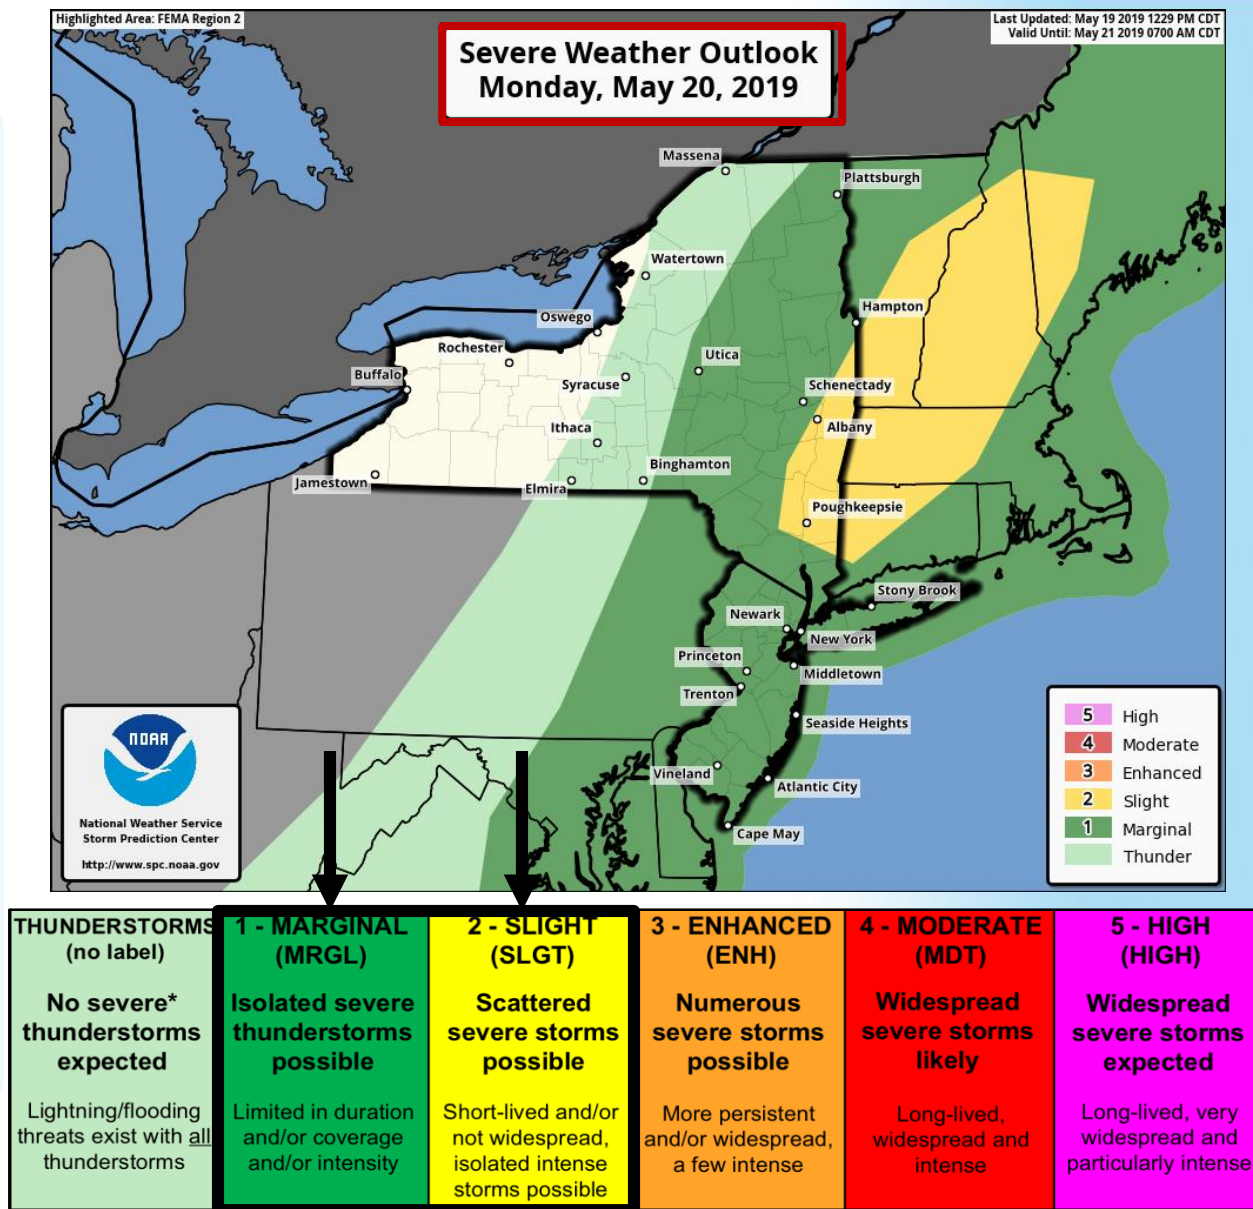 Highlighted Area: FEMA Region 2
Last Updated: May 19 2019 1229 PM CDT
Valid Until: May 21 2019 0700 AM CDT
Severe Weather Outlook
Monday, May 20, 2019
Massena
Plattsburgh
Watertown
Hampton
Oswego
Rochester
Utica
Buffalo
Syracuse
Schenectady
Ithaca
Albany
Binghamton
Jamestown
Elmira
Poughkeepsie
Stony Brook
Newark
New York
Princeton
Middletown
Trenton
Seaside Heights
Vineland
Atlantic City
Cape May
NOAA
National Weather Service
Storm Prediction Center
http://www.spc.noaa.gov
5 High
4 Moderate
3 Enhanced
2 Slight
1 Marginal
Thunder
THUNDERSTORMS
(no label)
No severe*
thunderstorms
expected
Lightning/flooding
threats exist with all
thunderstorms
1 - MARGINAL
(MRGL)
Isolated severe
thunderstorms
possible
Limited in duration
and/or coverage
and/or intensity
2 - SLIGHT
(SLGT)
Scattered
severe storms
possible
Short-lived and/or
not widespread,
isolated intense
storms possible
3 - ENHANCED
(ENH)
Numerous
severe storms
possible
More persistent
and/or widespread,
a few intense
4 - MODERATE
(MDT)
Widespread
severe storms
likely
Long-lived,
widespread and
intense
5 - HIGH
(HIGH)
Widespread
severe storms
expected
Long-lived, very
widespread and
particularly intense